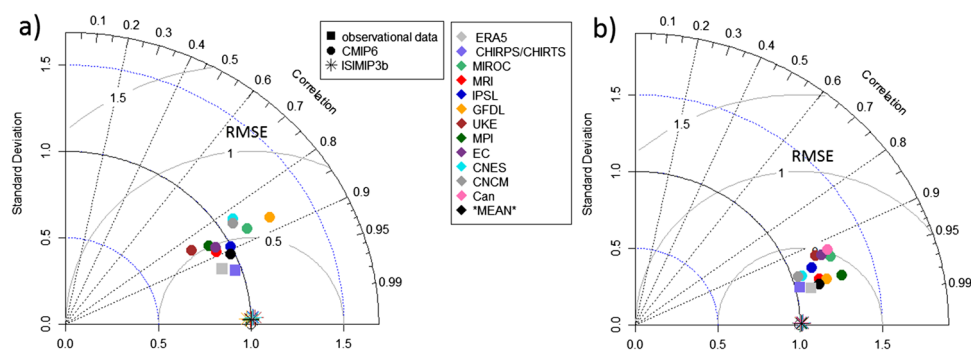 a)
0.1 0.2 0.3 0.4 0.5 0.6 0.7 0.8 0.9 0.95 0.99
Correlation
Standard Deviation
1.5
1.0
0.5
0.0
0.0 0.5 1.0 1.5
RMSE
1.5
1
0.5
observational data
CMIP6
ISIMIP3b
ERA5
CHIRPS/CHIRTS
MIROC
MRI
IPSL
GFDL
UKE
MPI
EC
CNES
CNCM
Can
*MEAN*
b)
0.1 0.2 0.3 0.4 0.5 0.6 0.7 0.8 0.9 0.95 0.99
Correlation
Standard Deviation
1.5
1.0
0.5
0.0
0.0 0.5 1.0 1.5
RMSE
1.5
1